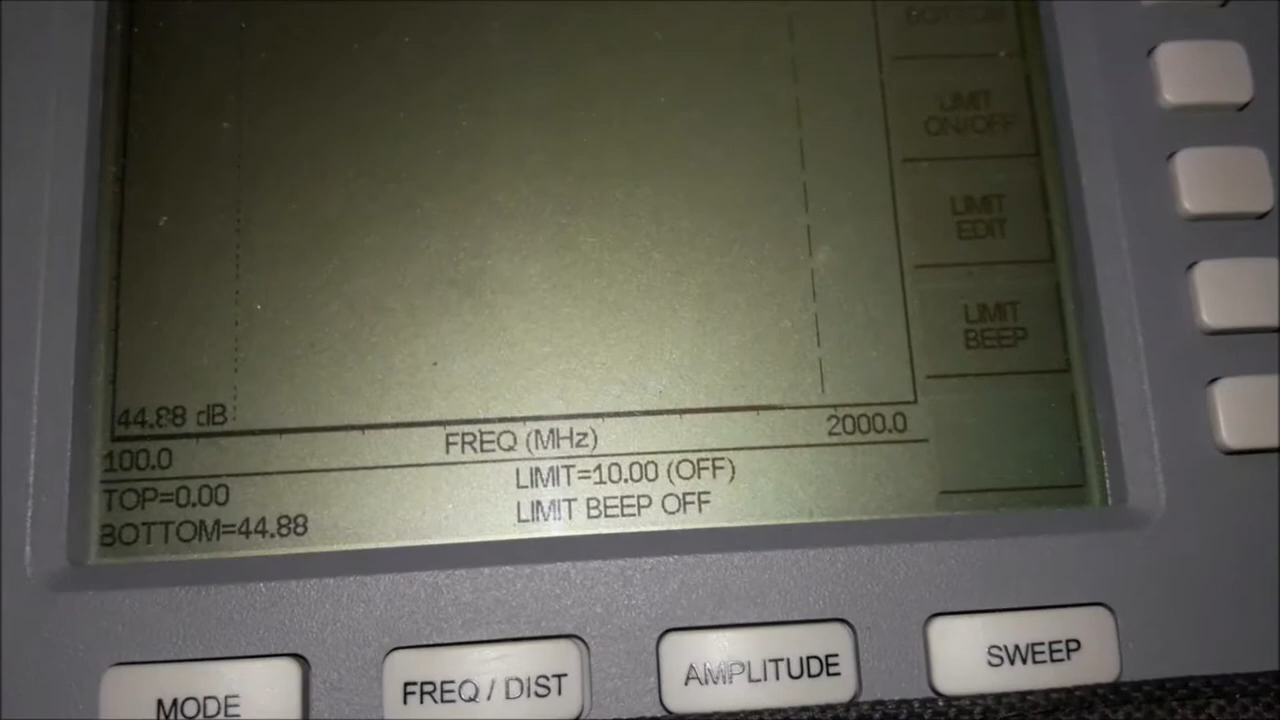 BOTTOM
LIMIT
ON/OFF
LIMIT
EDIT
LIMIT
BEEP
44.88 dB
100.0
FREQ (MHz)
2000.0
TOP=0.00
LIMIT=10.00 (OFF)
BOTTOM=44.88
LIMIT BEEP OFF
MODE
FREQ / DIST
AMPLITUDE
SWEEP